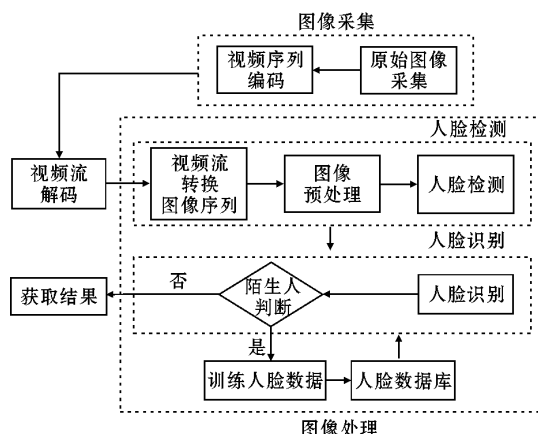 图像采集
视频序列
编码
原始图像
采集
人脸检测
视频流
解码
视频流
转换
图像序列
图像
预处理
人脸检测
人脸识别
获取结果
否
陌生人
判断
人脸识别
是
训练人脸数据
人脸数据库
图像处理